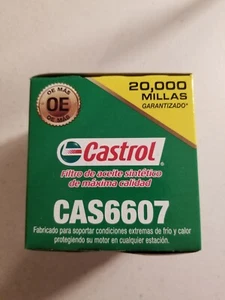 OE MÁS
OE
OE MÁS
20,000
MILLAS
GARANTIZADO*
Castrol
Filtro de aceite sintético
de máxima calidad
CAS6607
Fabricado para soportar condiciones extremas de frío y calor
protegiendo su motor en cualquier estación.